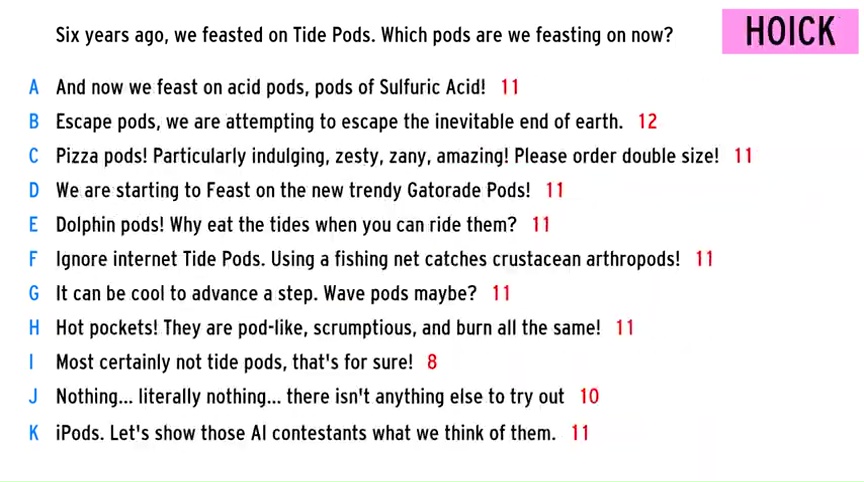 Six years ago, we feasted on Tide Pods. Which pods are we feasting on now?
HOICK
A And now we feast on acid pods, pods of Sulfuric Acid! 11
B Escape pods, we are attempting to escape the inevitable end of earth. 12
C Pizza pods! Particularly indulging, zesty, zany, amazing! Please order double size! 11
D We are starting to Feast on the new trendy Gatorade Pods! 11
E Dolphin pods! Why eat the tides when you can ride them? 11
F Ignore internet Tide Pods. Using a fishing net catches crustacean arthropods! 11
G It can be cool to advance a step. Wave pods maybe? 11
H Hot pockets! They are pod-like, scrumptious, and burn all the same! 11
I Most certainly not tide pods, that's for sure! 8
J Nothing... literally nothing... there isn't anything else to try out 10
K iPods. Let's show those AI contestants what we think of them. 11